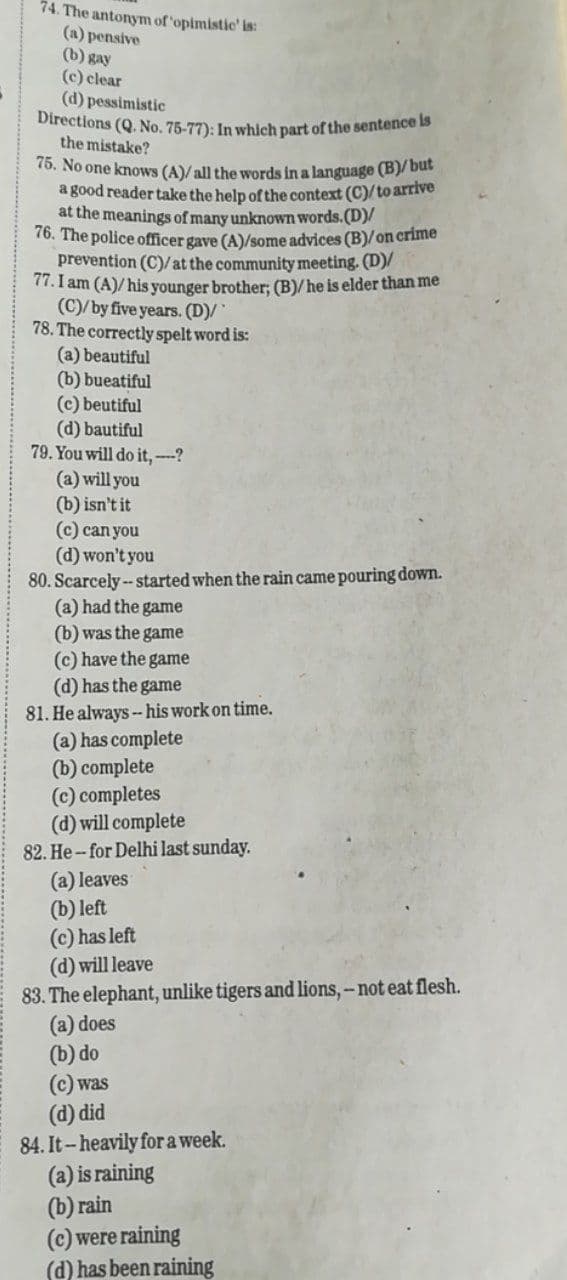 74. The antonym of 'opimistic' is:
(a) pensive
(b) gay
(c) clear
(d) pessimistic
Directions (Q. No. 75-77): In which part of the sentence is
the mistake?
75. No one knows (A)/ all the words in a language (B)/ but
a good reader take the help of the context (C)/ to arrive
at the meanings of many unknown words.(D)/
76. The police officer gave (A)/some advices (B)/ on crime
prevention (C)/ at the community meeting. (D)/
77. I am (A)/ his younger brother; (B)/ he is elder than me
(C)/ by five years. (D)/
78. The correctly spelt word is:
(a) beautiful
(b) bueatiful
(c) beutiful
(d) bautiful
79. You will do it, ----?
(a) will you
(b) isn't it
(c) can you
(d) won't you
80. Scarcely -- started when the rain came pouring down.
(a) had the game
(b) was the game
(c) have the game
(d) has the game
81. He always -- his work on time.
(a) has complete
(b) complete
(c) completes
(d) will complete
82. He -- for Delhi last sunday.
(a) leaves
(b) left
(c) has left
(d) will leave
83. The elephant, unlike tigers and lions, -- not eat flesh.
(a) does
(b) do
(c) was
(d) did
84. It -- heavily for a week.
(a) is raining
(b) rain
(c) were raining
(d) has been raining